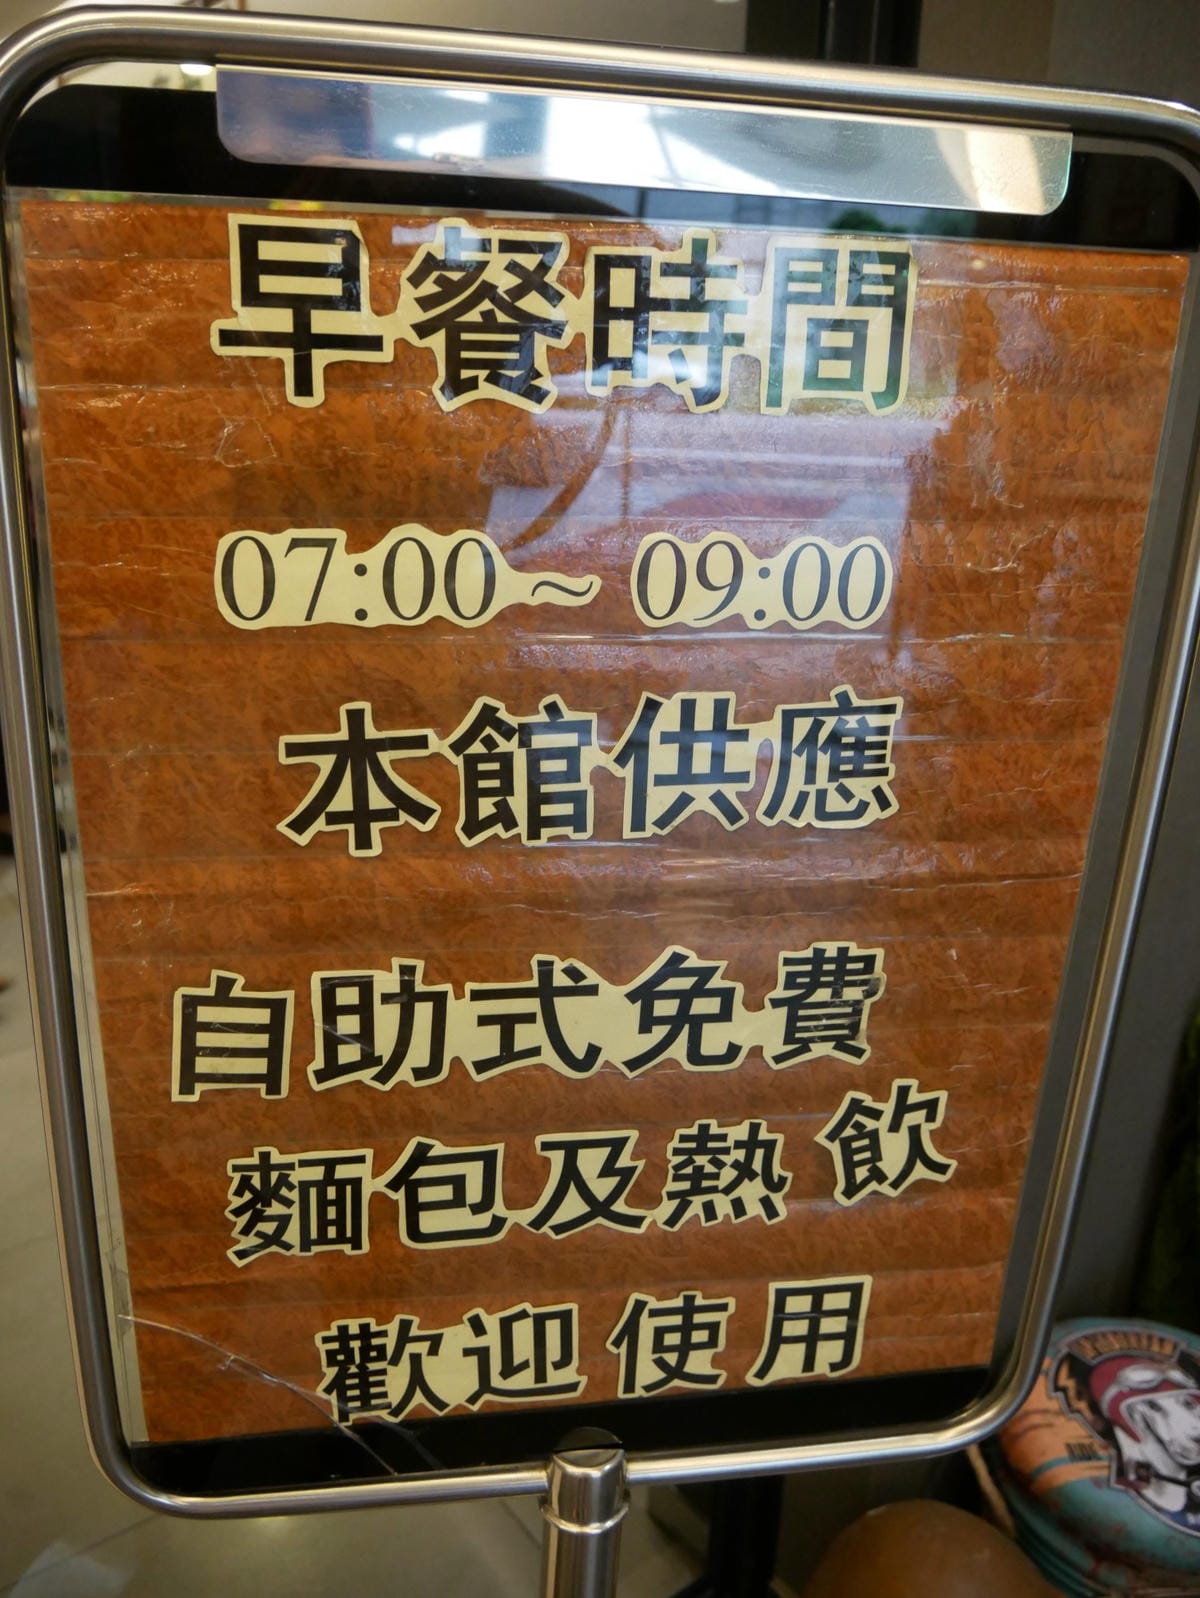 早餐時間
07:00~ 09:00
本館供應
自助式免費
麵包及熱飲
歡迎使用